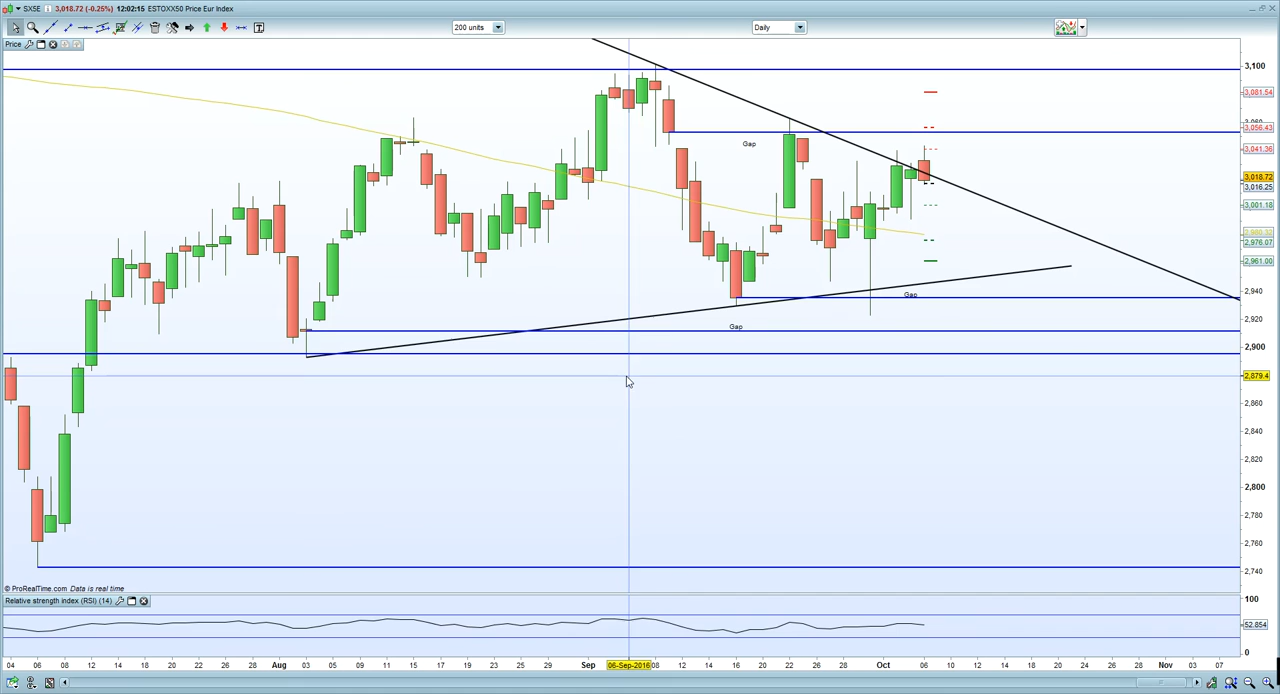 SX5E 3,018.72 (-0.25%) 12:02:15 ESTOXX50 Price Eur Index
200 units
Daily
Price
3,100
3,081.54
3,056.43
3,041.36
3,018.72
3,016.25
3,001.18
2,976.07
2,961.00
2,940
2,920
2,900
2,879.4
2,860
2,840
2,820
2,800
2,780
2,760
2,740
Gap
Gap
Gap
© ProRealTime.com Data is real time
Relative strength index (RSI) (14)
100
52.854
0
04 06 08 12 14 18 20 22 26 28 Aug 03 05 09 11 15 17 19 23 25 29 Sep 06-Sep-2016 08 12 14 16 20 22 26 28 Oct 06 10 12 14 18 20 24 26 28 Nov 03 07